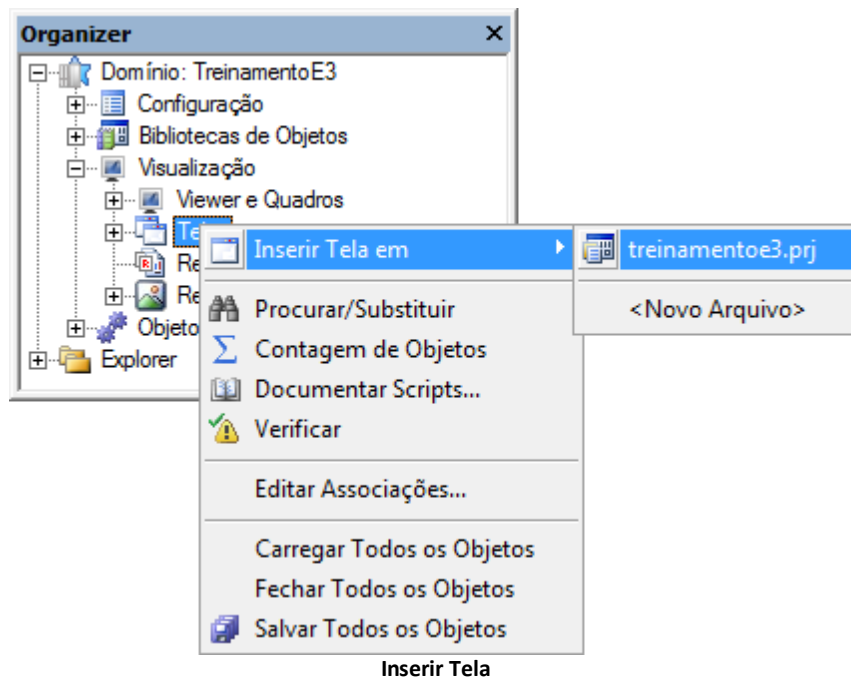 Organizer
Domínio: TreinamentoE3
Configuração
Bibliotecas de Objetos
Visualização
Viewer e Quadros
Inserir Tela em
treinamentoe3.prj
<Novo Arquivo>
Procurar/Substituir
Contagem de Objetos
Objeto
Explorer
Documentar Scripts...
Verificar
Editar Associações...
Carregar Todos os Objetos
Fechar Todos os Objetos
Salvar Todos os Objetos
Inserir Tela